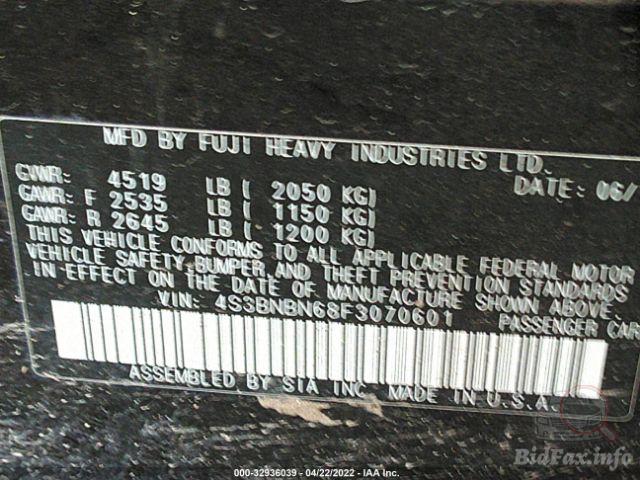 MFD BY FUJI HEAVY INDUSTRIES LTD.
DATE: 06/
GVWR: 4519 LB ( 2050 KG)
GAWR: F 2535 LB ( 1150 KG)
GAWR: R 2645 LB ( 1200 KG)
THIS VEHICLE CONFORMS TO ALL APPLICABLE FEDERAL MOTOR
VEHICLE SAFETY, BUMPER, AND THEFT PREVENTION STANDARDS
IN EFFECT ON THE DATE OF MANUFACTURE SHOWN ABOVE.
VIN: 4S3BNBN68F3070601 PASSENGER CAR
ASSEMBLED BY SIA INC. MADE IN U.S.A.
000-32936039 - 04/22/2022 - IAA Inc.
BidFax.info